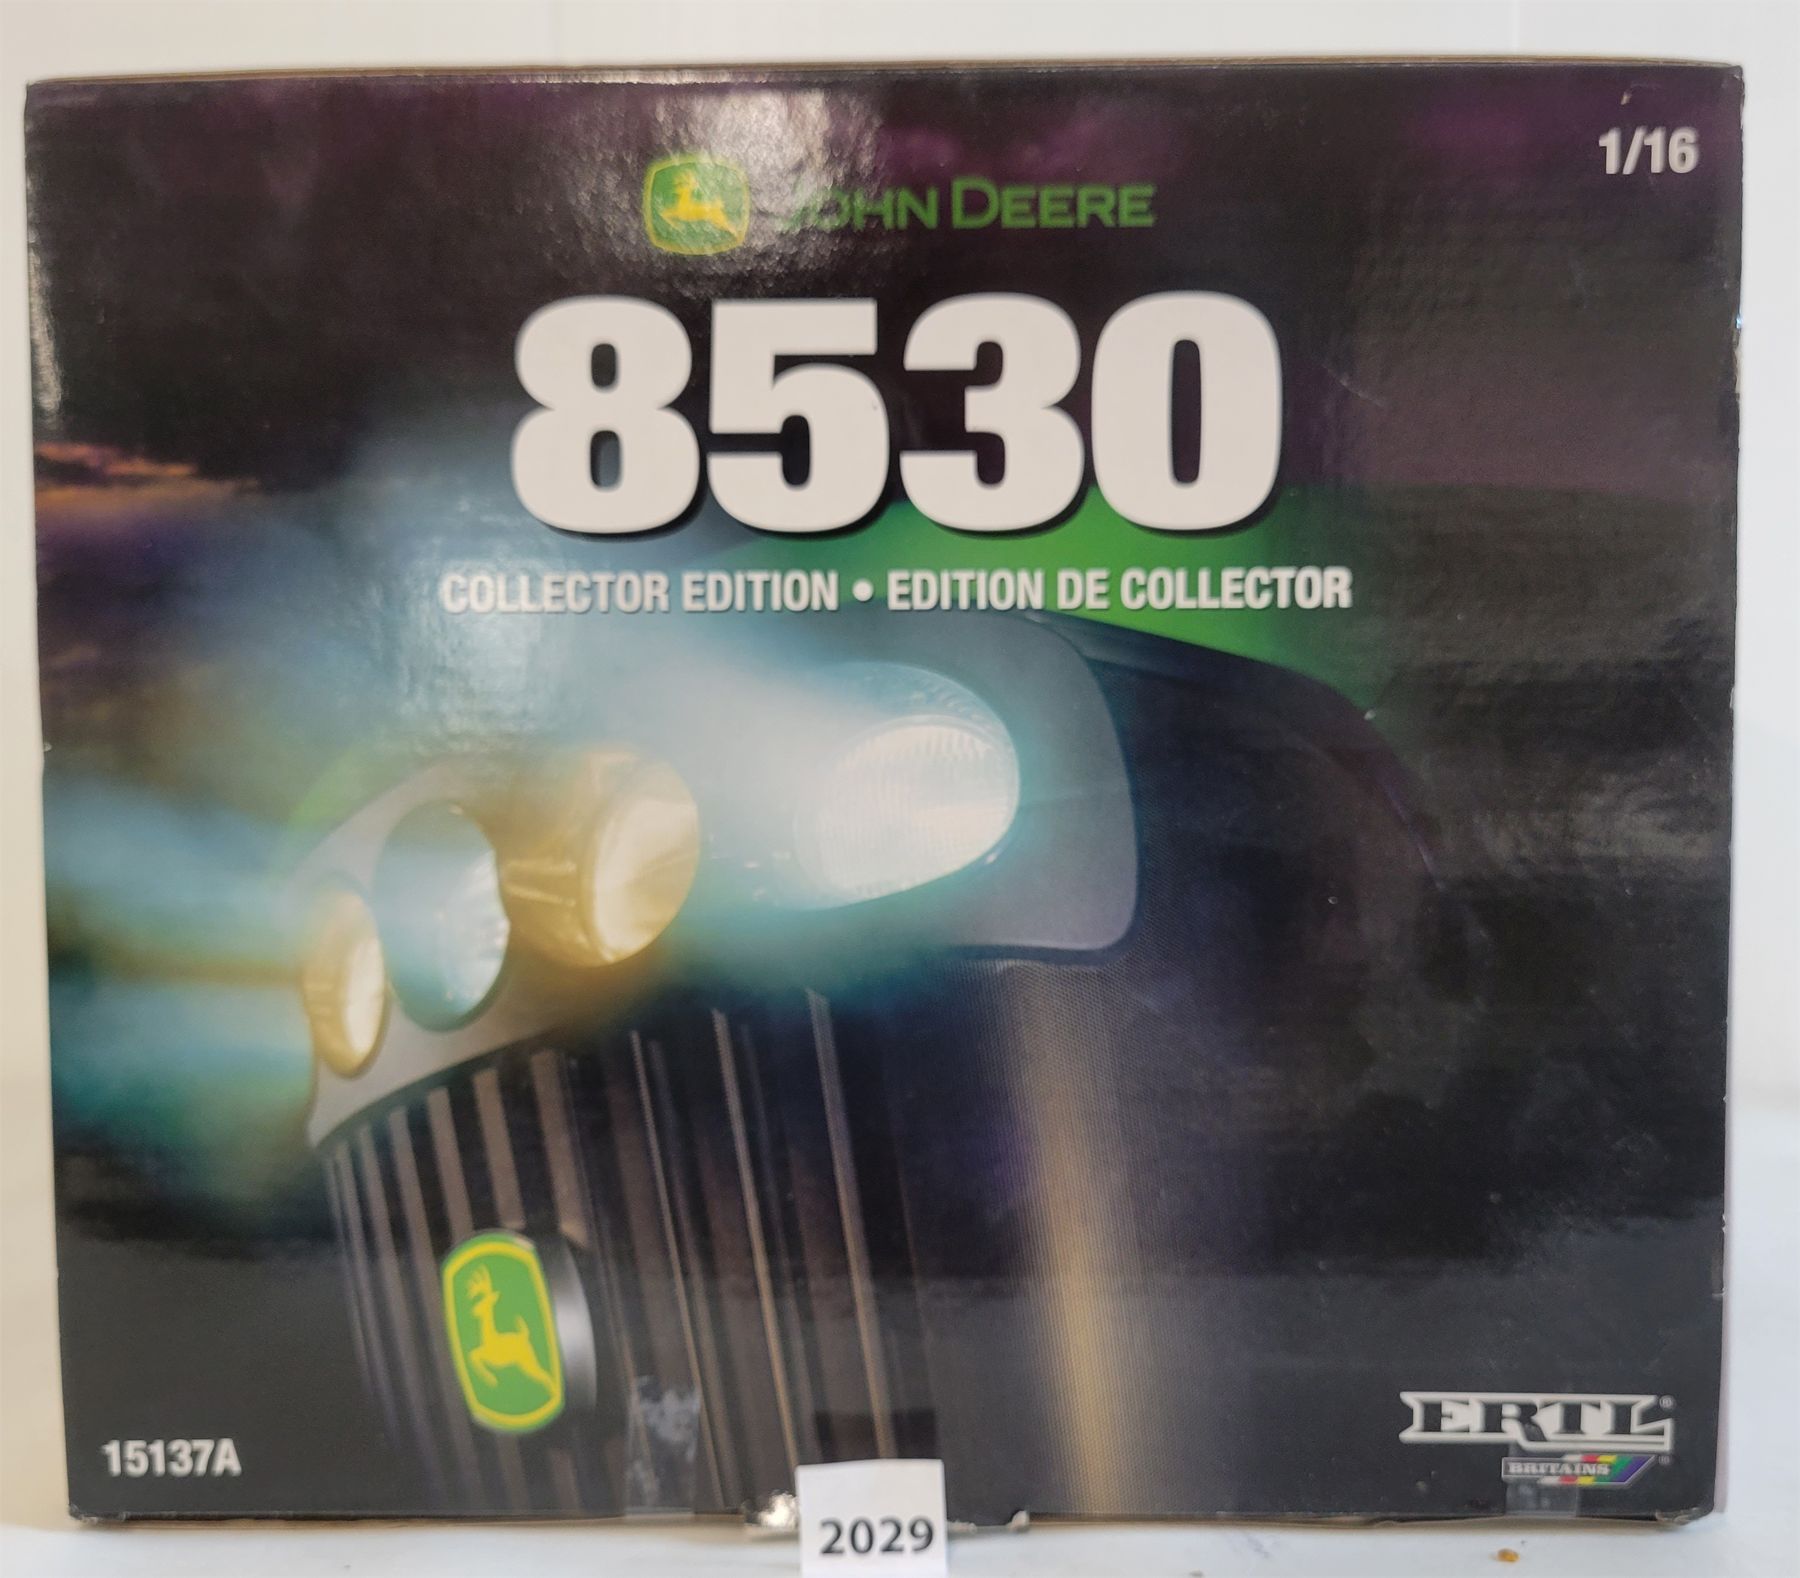 1/16
JOHN DEERE
8530
COLLECTOR EDITION • EDITION DE COLLECTOR
15137A
ERTL®
BRITAINS®
2029